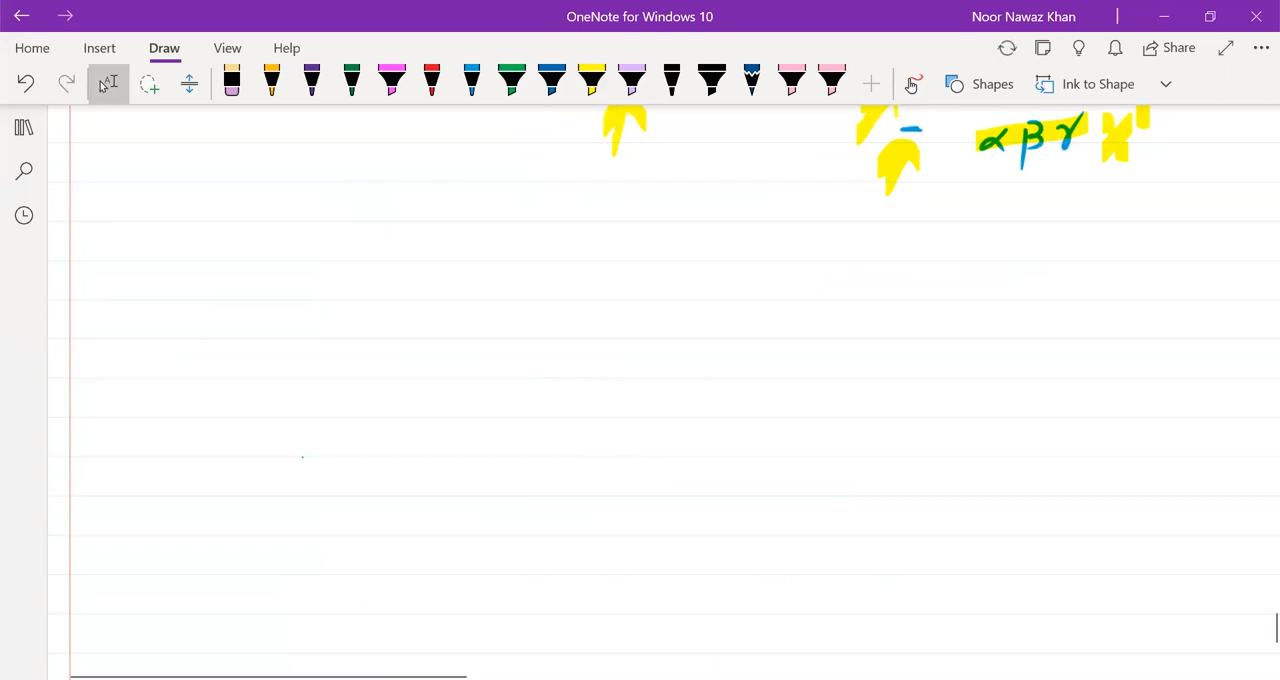 OneNote for Windows 10
Noor Nawaz Khan
Home Insert Draw View Help
Share
Shapes
Ink to Shape
α β γ